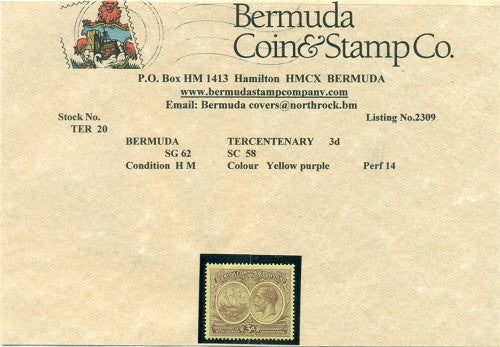 Bermuda
Coin&Stamp Co.
P.O. Box HM 1413 Hamilton HMCX BERMUDA
www.bermudastampcompany.com
Email: Bermuda covers@northrock.bm
Stock No. Listing No.2309
TER 20
BERMUDA TERCENTENARY 3d
SG 62 SC 58
Condition H M Colour Yellow purple Perf 14
3d